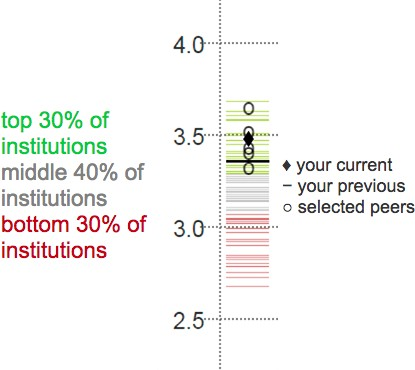 4.0
top 30% of
institutions
3.5
middle 40% of
institutions
your current
your previous
selected peers
bottom 30% of
institutions
3.0
2.5